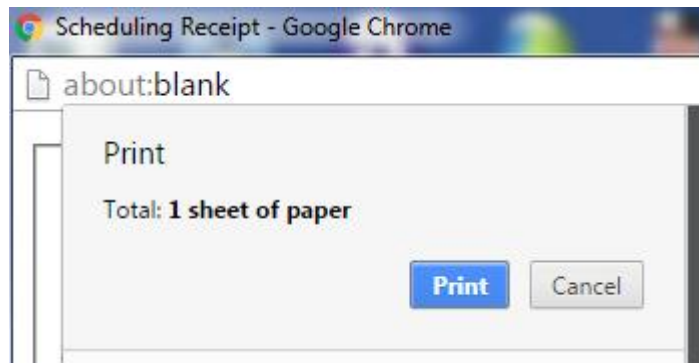 Scheduling Receipt - Google Chrome
about:blank
Print
Total: 1 sheet of paper
Print Cancel